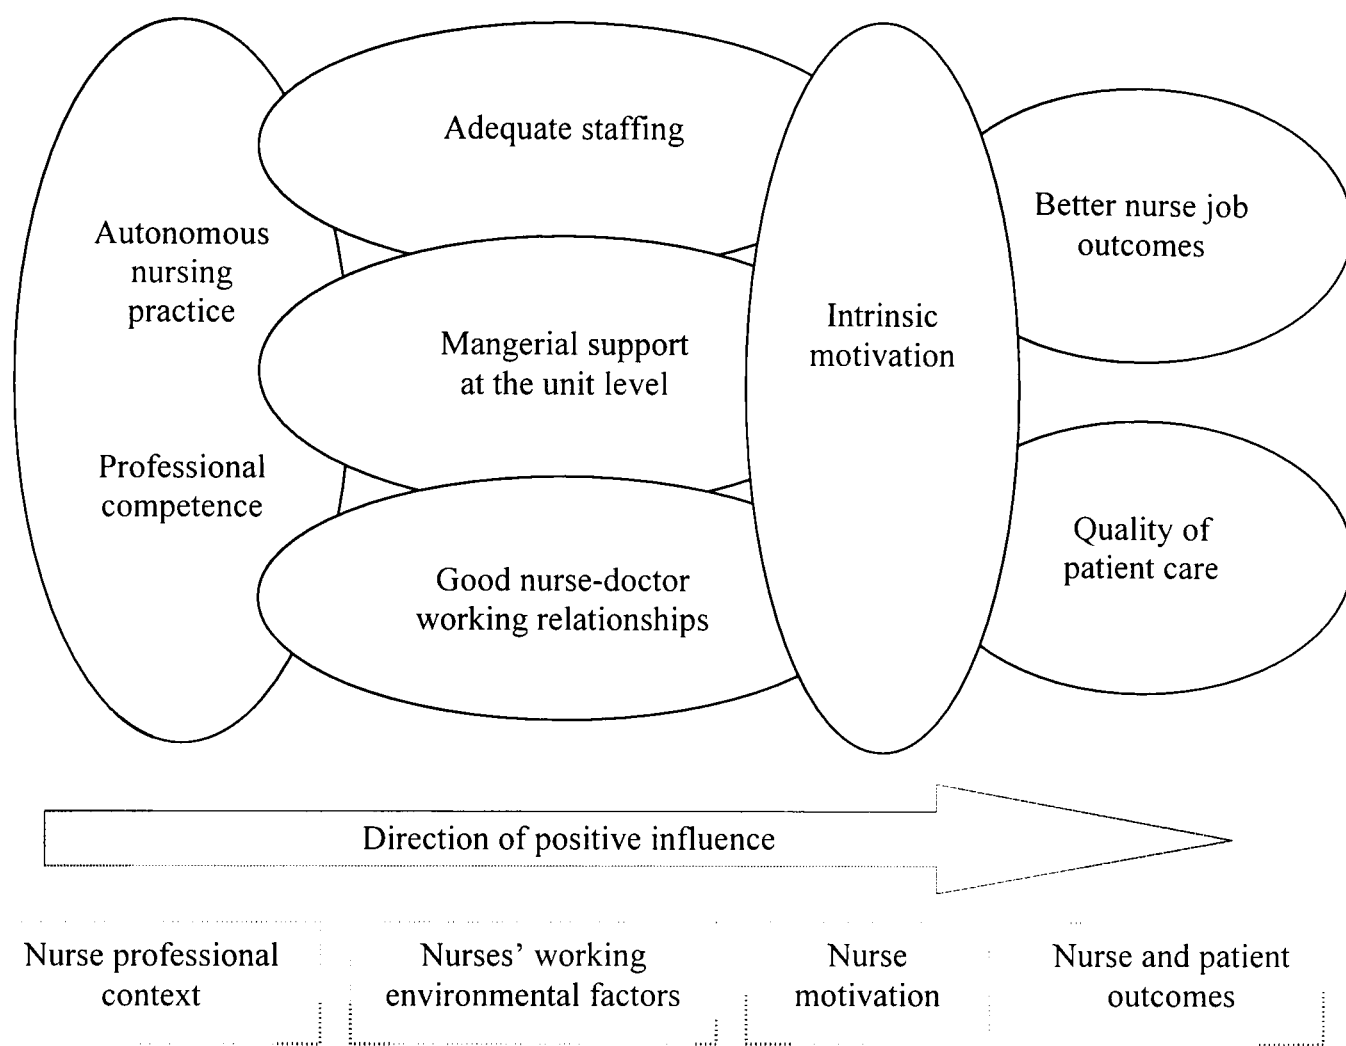 Adequate staffing
Autonomous
nursing
practice
Professional
competence
Mangerial support
at the unit level
Good nurse-doctor
working relationships
Intrinsic
motivation
Better nurse job
outcomes
Quality of
patient care
Direction of positive influence
Nurse professional
context
Nurses’ working
environmental factors
Nurse
motivation
Nurse and patient
outcomes